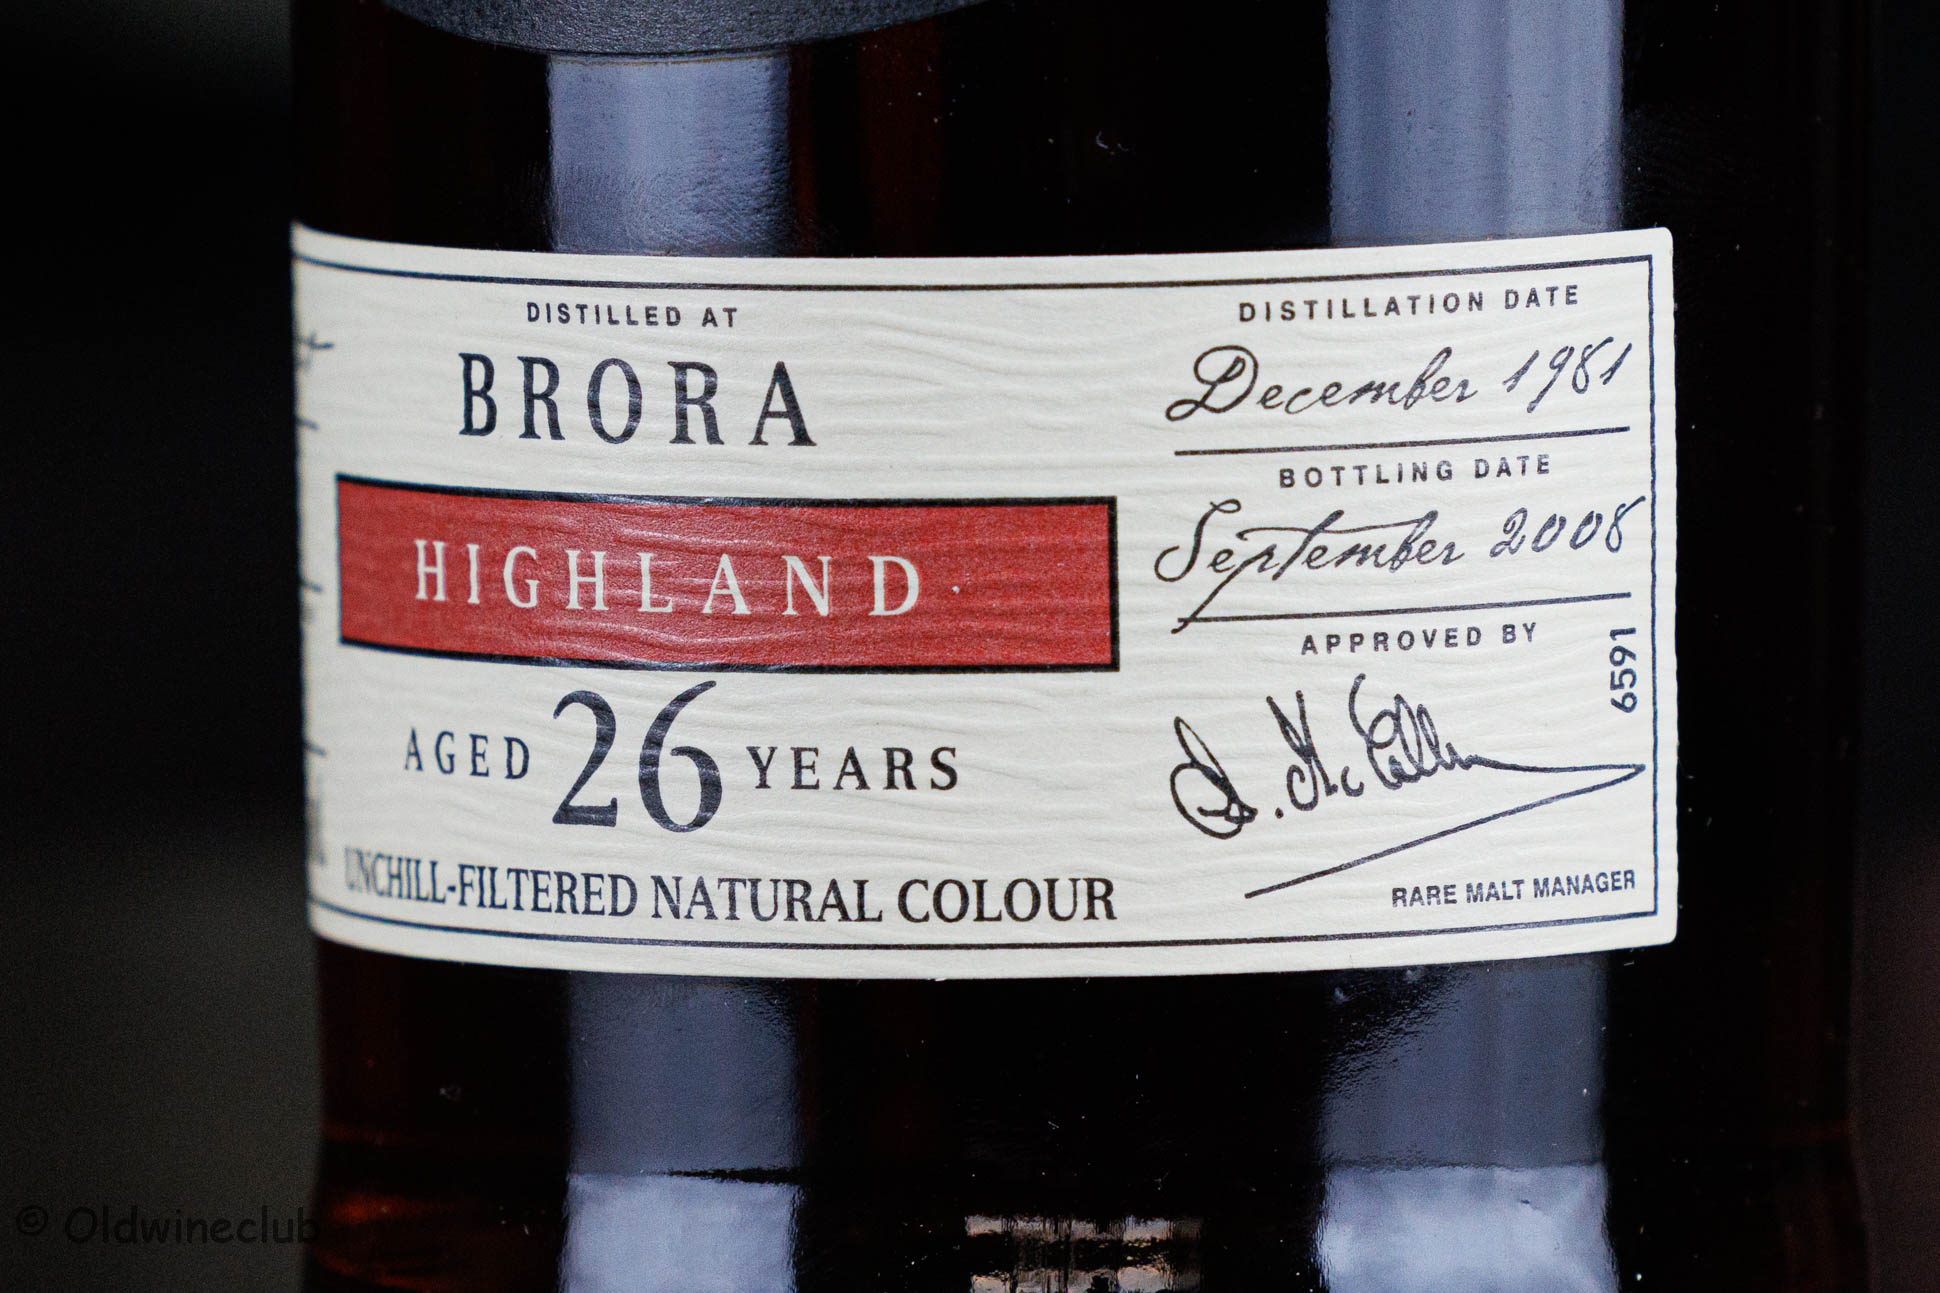 DISTILLED AT
BRORA
HIGHLAND
AGED 26 YEARS
UNCHILL-FILTERED NATURAL COLOUR
DISTILLATION DATE
December 1981
BOTTLING DATE
September 2008
APPROVED BY
6591
RARE MALT MANAGER
© Oldwineclub